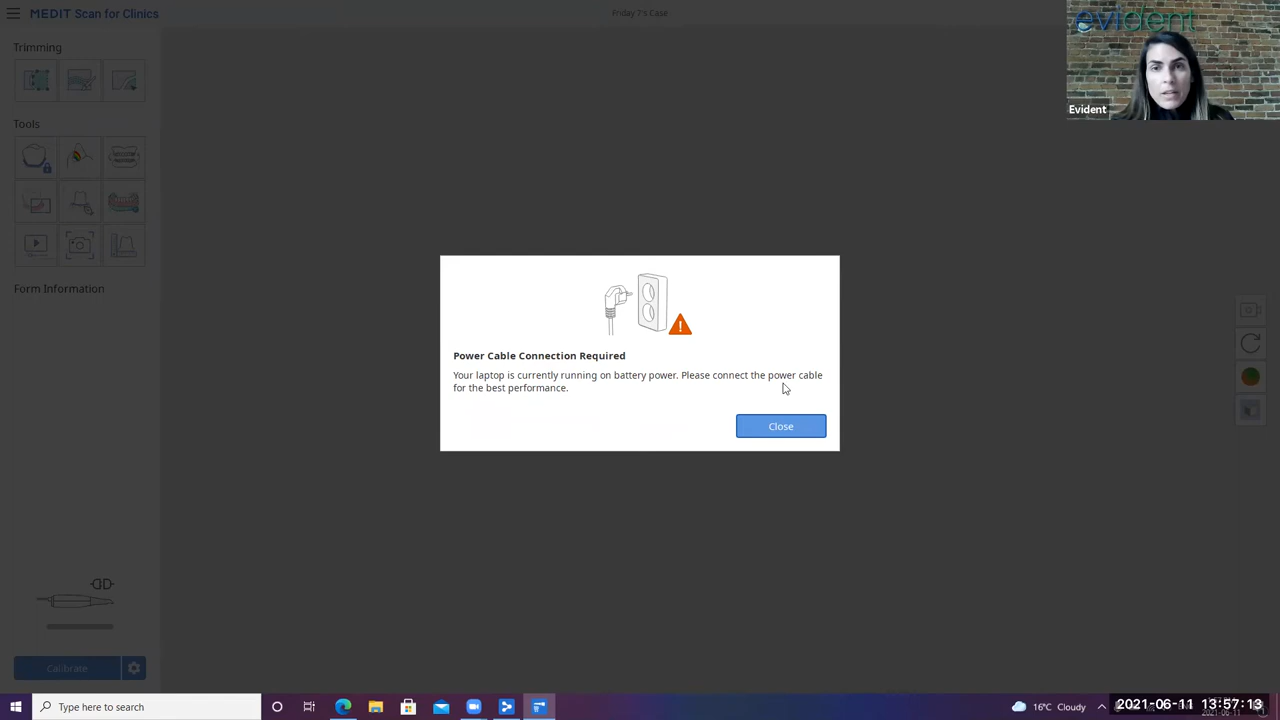 MEDIT Scan for Clinics
Friday 7's Case
evident
Trimming
Evident
Tools
Form Information
Power Cable Connection Required
Your laptop is currently running on battery power. Please connect the power cable
for the best performance.
Close
Calibrate
Type here to search
16°C Cloudy
2021-06-11 13:57:13